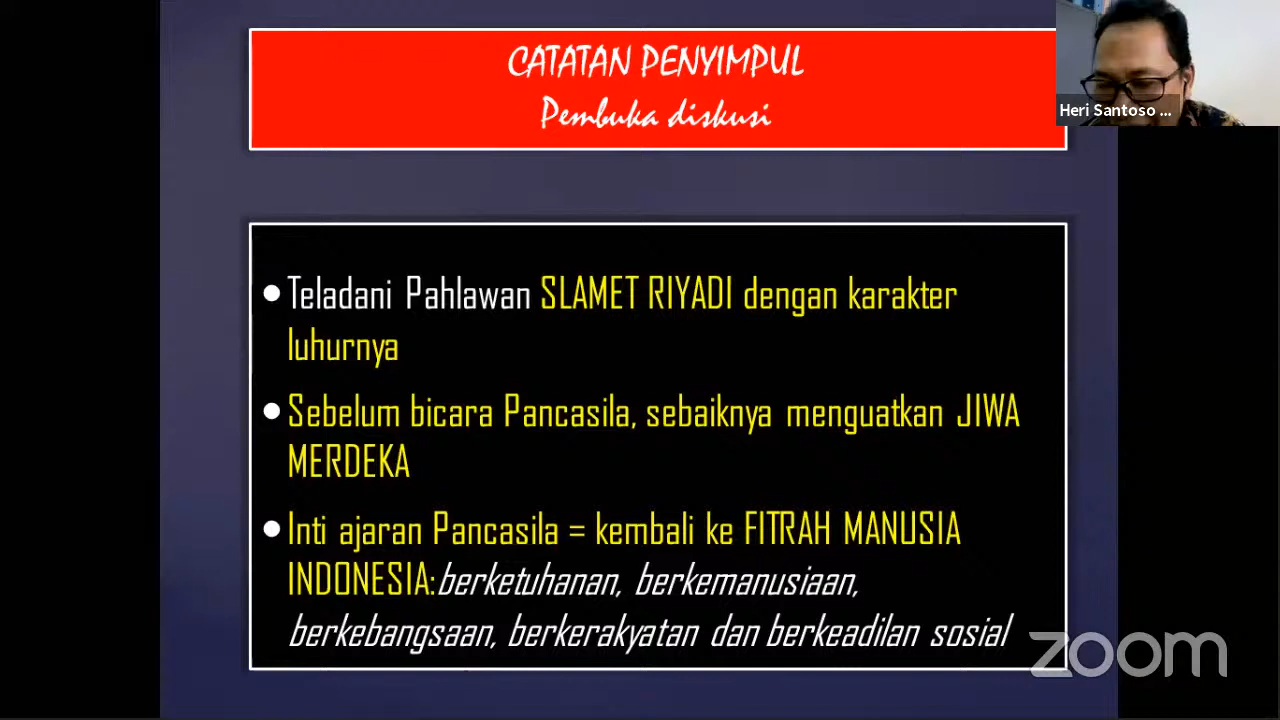 CATATAN PENYIMPUL
Pembuka diskusi
Heri Santoso ...
• Teladani Pahlawan SLAMET RIYADI dengan karakter
luhurnya
• Sebelum bicara Pancasila, sebaiknya menguatkan JIWA
MERDEKA
• Inti ajaran Pancasila = kembali ke FITRAH MANUSIA
INDONESIA:berketuhanan, berkemanusiaan,
berkebangsaan, berkerakyatan dan berkeadilan sosial
zoom